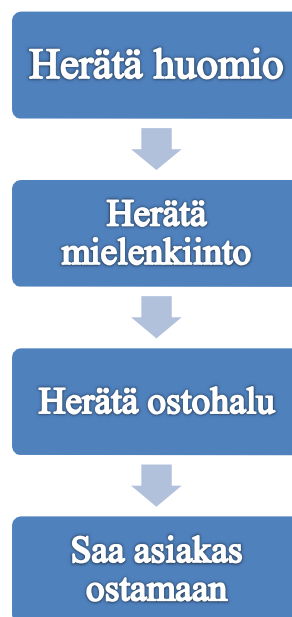 Herätä huomio
Herätä
mielenkiinto
Herätä ostohalu
Saa asiakas
ostamaan